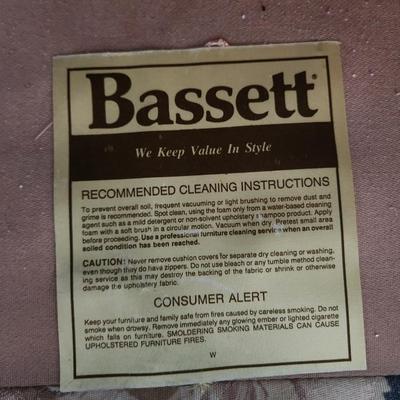 Bassett
We Keep Value In Style
RECOMMENDED CLEANING INSTRUCTIONS
To prevent overall soil, frequent vacuuming or light brushing to remove dust and
grime is recommended. Spot clean, using the foam only from a water-based cleaning
agent such as a mild detergent or non-solvent upholstery shampoo product. Apply
foam with a soft brush in a circular motion. Vacuum when dry. Pretest small area
before proceeding. Use a professional furniture cleaning service when an overall
soiled condition has been reached.
CAUTION: Never remove cushion covers for separate dry cleaning or washing,
even though they do have zippers. Do not use bleach or any tumble method clean-
ing service as this may destroy the backing of the fabric or shrink or otherwise
damage the upholstery fabric.
CONSUMER ALERT
Keep your furniture and family safe from fires caused by careless smoking. Do not
smoke when drowsy. Remove immediately any glowing ember or lighted cigarette
which falls on furniture. SMOLDERING SMOKING MATERIALS CAN CAUSE
UPHOLSTERED FURNITURE FIRES.
W